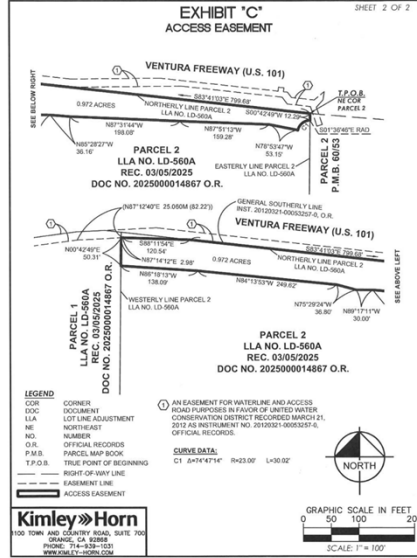 SHEET 2 OF 2
EXHIBIT "C"
ACCESS EASEMENT
VENTURA FREEWAY (U.S. 101)
S83°41'03"E 799.68'
S00°42'49"W 12.29'
T.P.O.B.
NE COR
PARCEL 2
0.972 ACRES
NORTHERLY LINE PARCEL 2
LLA NO. LD-560A
S01°36'46"E RAD
SEE BELOW RIGHT
N87°31'44"W
198.08'
N87°51'13"W
159.28'
N78°53'47"W
53.15'
N85°28'27"W
36.16'
EASTERLY LINE PARCEL 2
LLA NO. LD-560A
PARCEL 2
LLA NO. LD-560A
REC. 03/05/2025
DOC NO. 2025000014867 O.R.
PARCEL 2
P.M.B. 60/53
(N87°12'40"E 25.060M (82.22'))
GENERAL SOUTHERLY LINE
INST. 20120321-00053257-0, O.R.
VENTURA FREEWAY (U.S. 101)
S83°41'03"E 799.68'
N00°42'49"E
50.31'
S88°11'54"E
120.54'
N87°14'12"E 2.98'
0.972 ACRES
NORTHERLY LINE PARCEL 2
LLA NO. LD-560A
N66°18'13"W
138.09'
N84°13'53"W 249.62'
SEE ABOVE LEFT
WESTERLY LINE PARCEL 2
LLA NO. LD-560A
N75°29'24"W
36.80'
N89°17'11"W
30.00'
PARCEL 1
LLA NO. LD-560A
REC. 03/05/2025
DOC NO. 2025000014867 O.R.
PARCEL 2
LLA NO. LD-560A
REC. 03/05/2025
DOC NO. 2025000014867 O.R.
LEGEND
COR CORNER
DOC DOCUMENT
LLA LOT LINE ADJUSTMENT
NE NORTHEAST
NO. NUMBER
O.R. OFFICIAL RECORDS
P.M.B. PARCEL MAP BOOK
T.P.O.B. TRUE POINT OF BEGINNING
RIGHT-OF-WAY LINE
EASEMENT LINE
ACCESS EASEMENT
1 AN EASEMENT FOR WATERLINE AND ACCESS
ROAD PURPOSES IN FAVOR OF UNITED WATER
CONSERVATION DISTRICT RECORDED MARCH 21,
2012 AS INSTRUMENT NO. 20120321-00053257-0,
OFFICIAL RECORDS.
CURVE DATA:
C1 Δ=74°47'14" R=23.00' L=30.02'
NORTH
Kimley»Horn
1100 TOWN AND COUNTRY ROAD, SUITE 700
ORANGE, CA 92868
PHONE: 714-939-1031
WWW.KIMLEY-HORN.COM
GRAPHIC SCALE IN FEET
0 50 100 200
SCALE: 1" = 100'